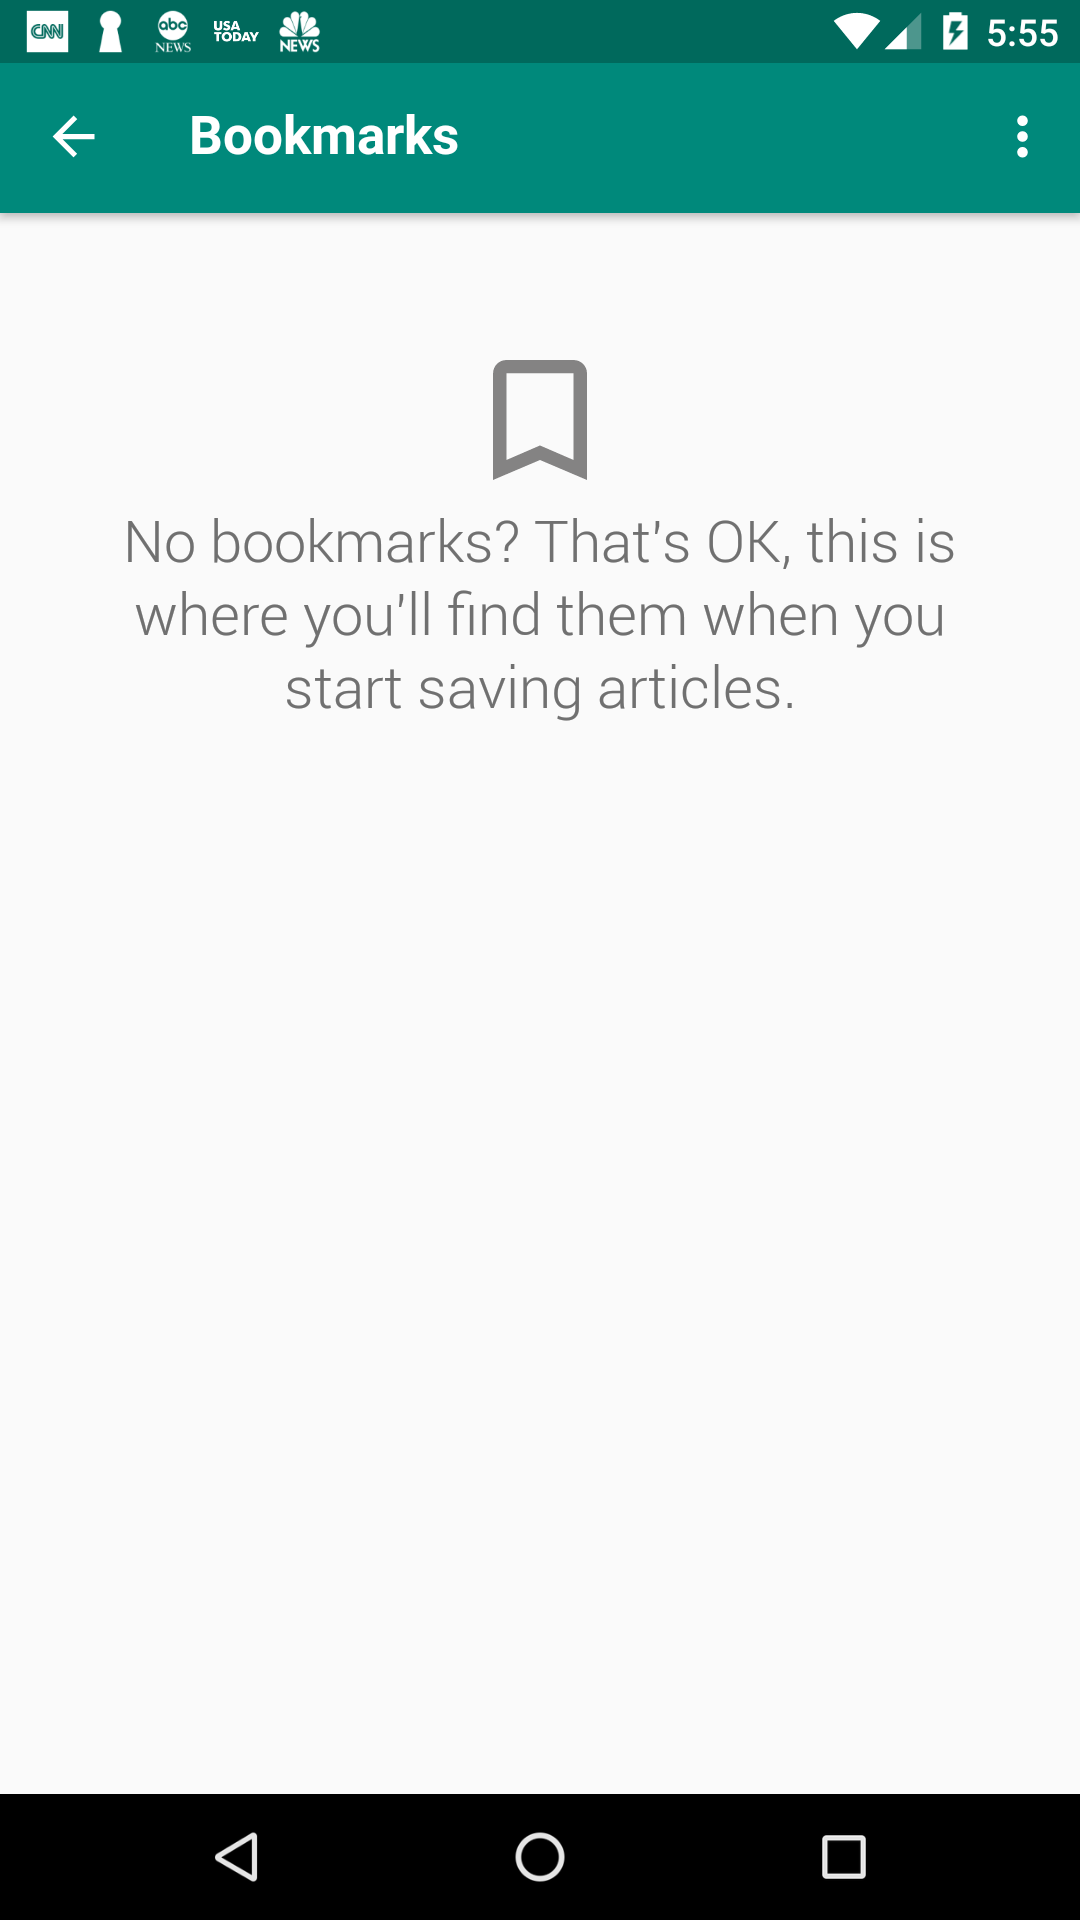 CNN
abc
NEWS
USA
TODAY
NEWS
5:55
Bookmarks
No bookmarks? That's OK, this is
where you'll find them when you
start saving articles.